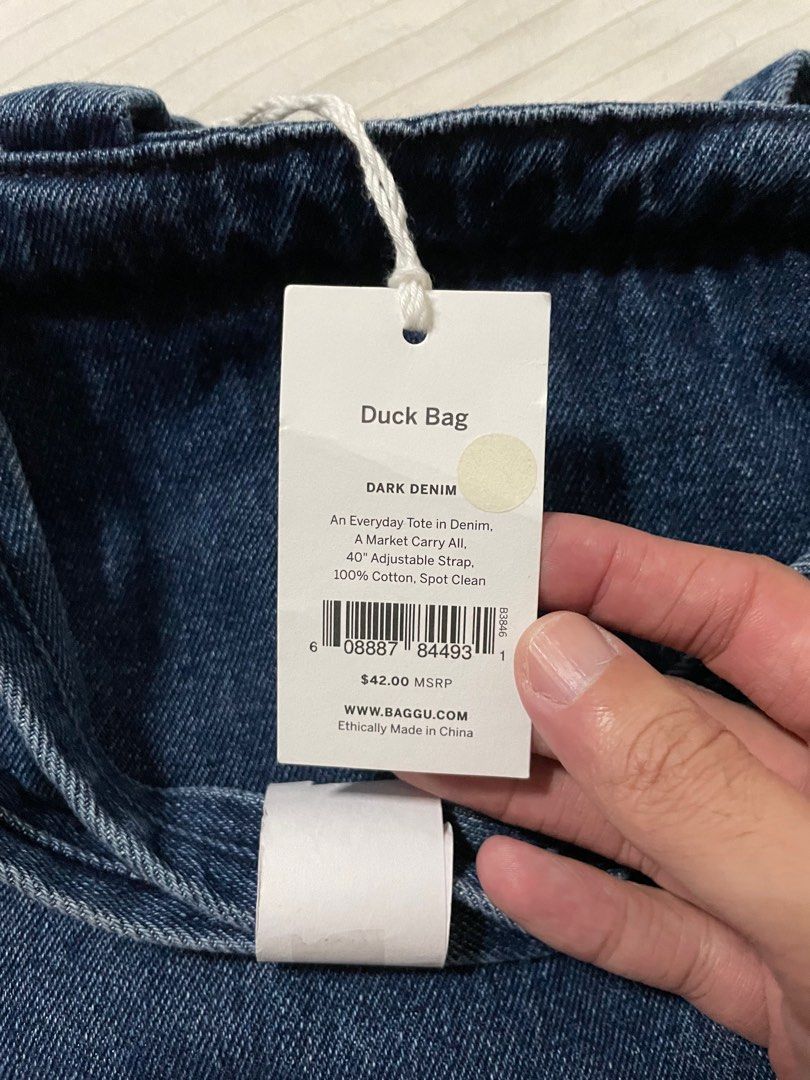 Duck Bag
DARK DENIM
An Everyday Tote in Denim,
A Market Carry All,
40" Adjustable Strap,
100% Cotton, Spot Clean
B3846
6 08887 84493 1
$42.00 MSRP
WWW.BAGGU.COM
Ethically Made in China